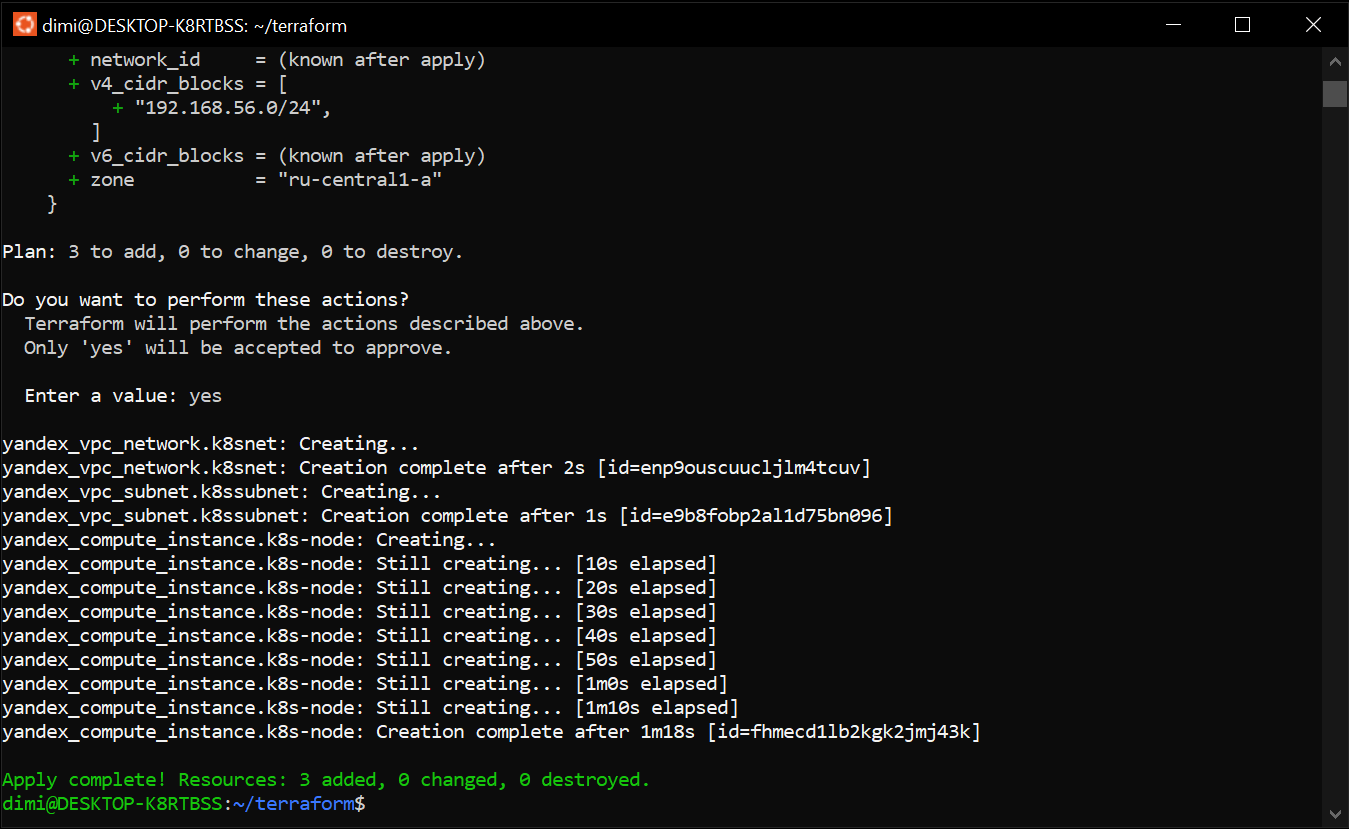 dimi@DESKTOP-K8RTBSS: ~/terraform
      + network_id     = (known after apply)
      + v4_cidr_blocks = [
          + "192.168.56.0/24",
        ]
      + v6_cidr_blocks = (known after apply)
      + zone           = "ru-central1-a"
    }

Plan: 3 to add, 0 to change, 0 to destroy.

Do you want to perform these actions?
  Terraform will perform the actions described above.
  Only 'yes' will be accepted to approve.

  Enter a value: yes

yandex_vpc_network.k8snet: Creating...
yandex_vpc_network.k8snet: Creation complete after 2s [id=enp9ouscuucljlm4tcuv]
yandex_vpc_subnet.k8ssubnet: Creating...
yandex_vpc_subnet.k8ssubnet: Creation complete after 1s [id=e9b8fobp2al1d75bn096]
yandex_compute_instance.k8s-node: Creating...
yandex_compute_instance.k8s-node: Still creating... [10s elapsed]
yandex_compute_instance.k8s-node: Still creating... [20s elapsed]
yandex_compute_instance.k8s-node: Still creating... [30s elapsed]
yandex_compute_instance.k8s-node: Still creating... [40s elapsed]
yandex_compute_instance.k8s-node: Still creating... [50s elapsed]
yandex_compute_instance.k8s-node: Still creating... [1m0s elapsed]
yandex_compute_instance.k8s-node: Still creating... [1m10s elapsed]
yandex_compute_instance.k8s-node: Creation complete after 1m18s [id=fhmecd1lb2kgk2jmj43k]

Apply complete! Resources: 3 added, 0 changed, 0 destroyed.
dimi@DESKTOP-K8RTBSS:~/terraform$